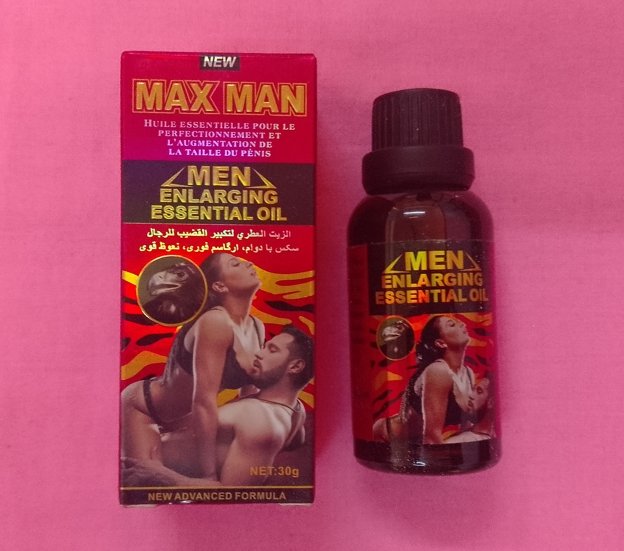 NEW
MAX MAN
HUILE ESSENTIELLE POUR LE
PERFECTIONNEMENT ET
L'AUGMENTATION DE
LA TAILLE DU PÉNIS
MEN
ENLARGING
ESSENTIAL OIL
الزيت العطري لتكبير القضيب للرجال
سكس با دوام، ارگاسم فوری، نعوظ قوی
NET:30g
NEW ADVANCED FORMULA
MEN
ENLARGING
ESSENTIAL OIL